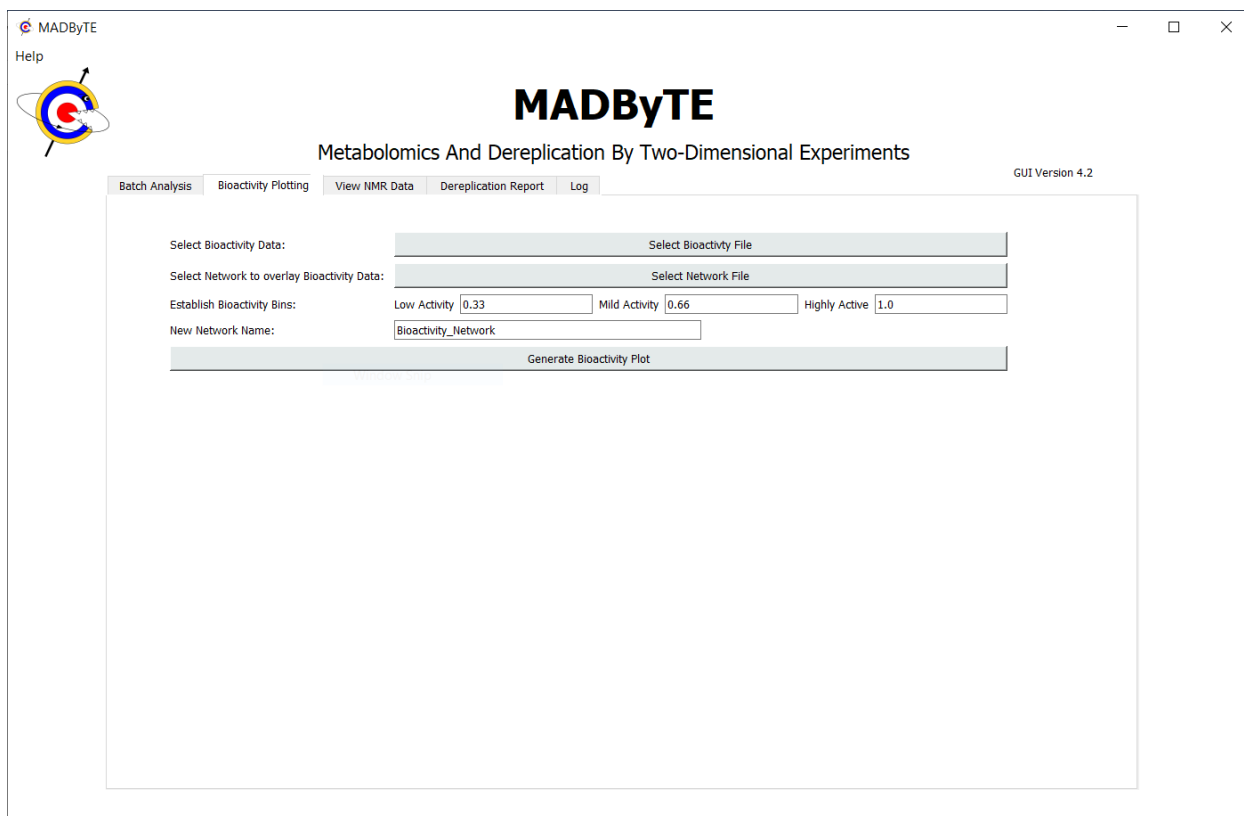 MADByTE
Help
MADByTE
Metabolomics And Dereplication By Two-Dimensional Experiments
GUI Version 4.2
Batch Analysis Bioactivity Plotting View NMR Data Dereplication Report Log
Select Bioactivity Data: Select Bioactivty File
Select Network to overlay Bioactivity Data: Select Network File
Establish Bioactivity Bins: Low Activity 0.33 Mild Activity 0.66 Highly Active 1.0
New Network Name: Bioactivity_Network
Generate Bioactivity Plot
Window Snip